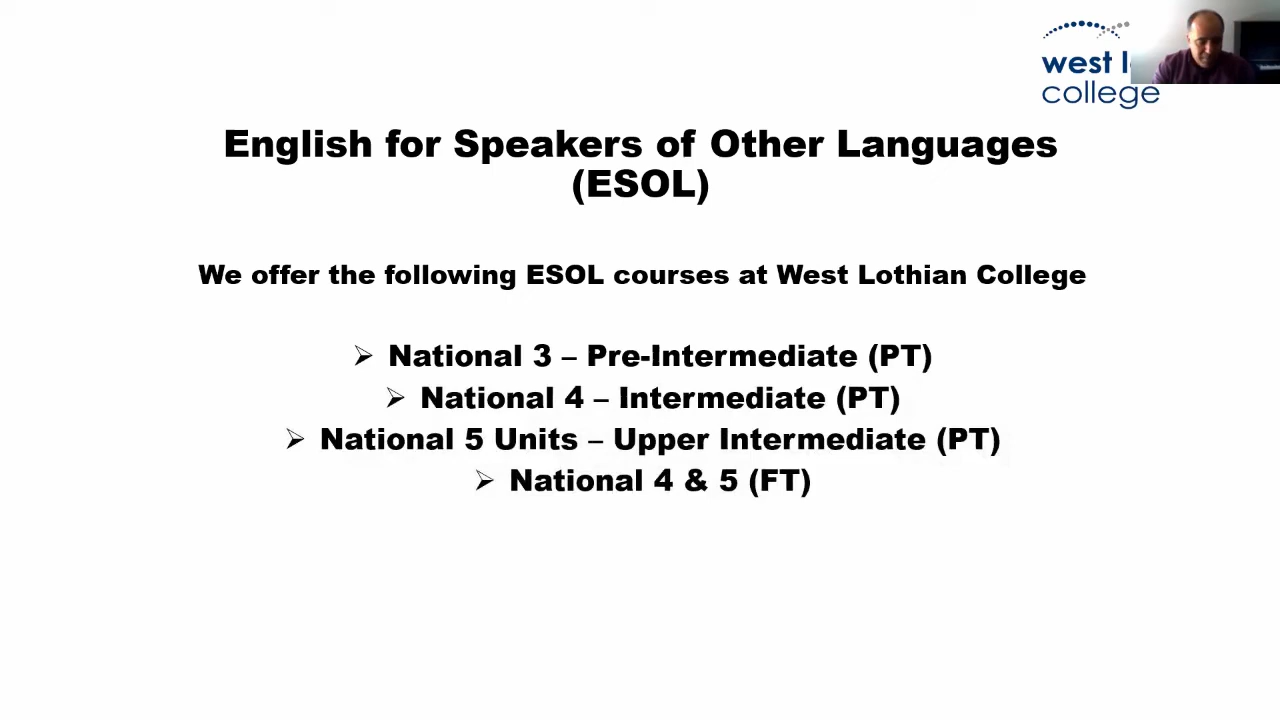 west l
college
English for Speakers of Other Languages
(ESOL)
We offer the following ESOL courses at West Lothian College
➢ National 3 – Pre-Intermediate (PT)
➢ National 4 – Intermediate (PT)
➢ National 5 Units – Upper Intermediate (PT)
➢ National 4 & 5 (FT)